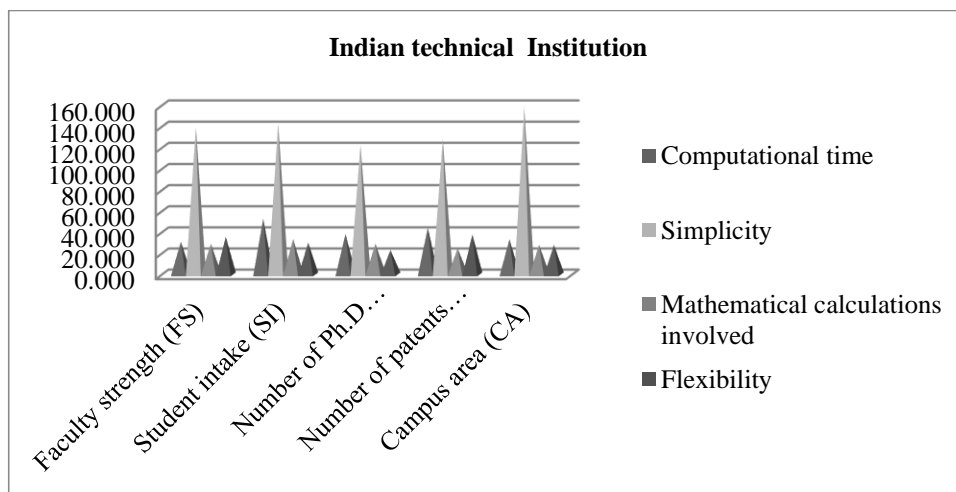 Indian technical Institution
160.000
140.000
120.000
100.000
80.000
60.000
40.000
20.000
0.000
Faculty strength (FS)
Student intake (SI)
Number of Ph.D…
Number of patents…
Campus area (CA)
Computational time
Simplicity
Mathematical calculations
involved
Flexibility